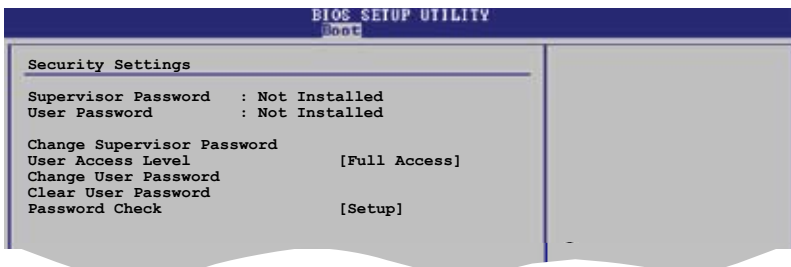 BIOS SETUP UTILITY
Boot
Security Settings
Supervisor Password : Not Installed
User Password : Not Installed
Change Supervisor Password
User Access Level [Full Access]
Change User Password
Clear User Password
Password Check [Setup]